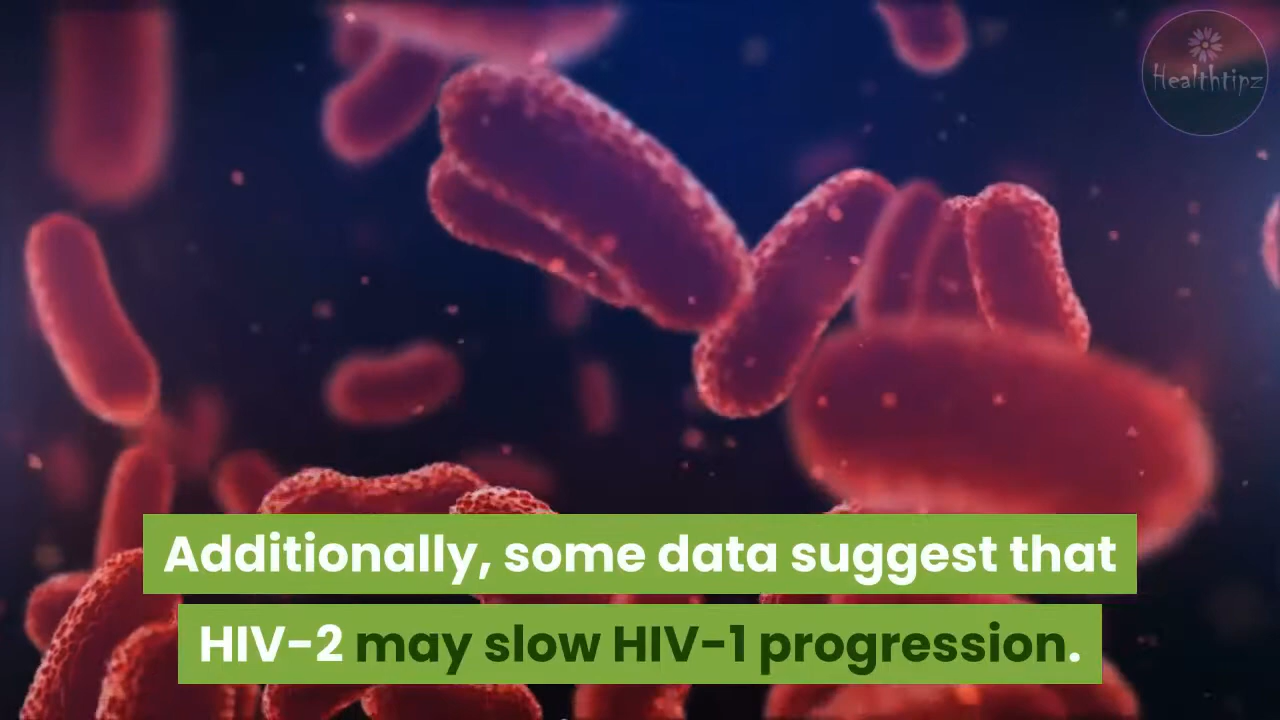 Healthtipz
Additionally, some data suggest that
HIV-2 may slow HIV-1 progression.